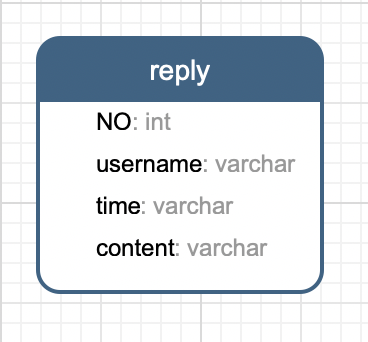 reply
NO: int
username: varchar
time: varchar
content: varchar